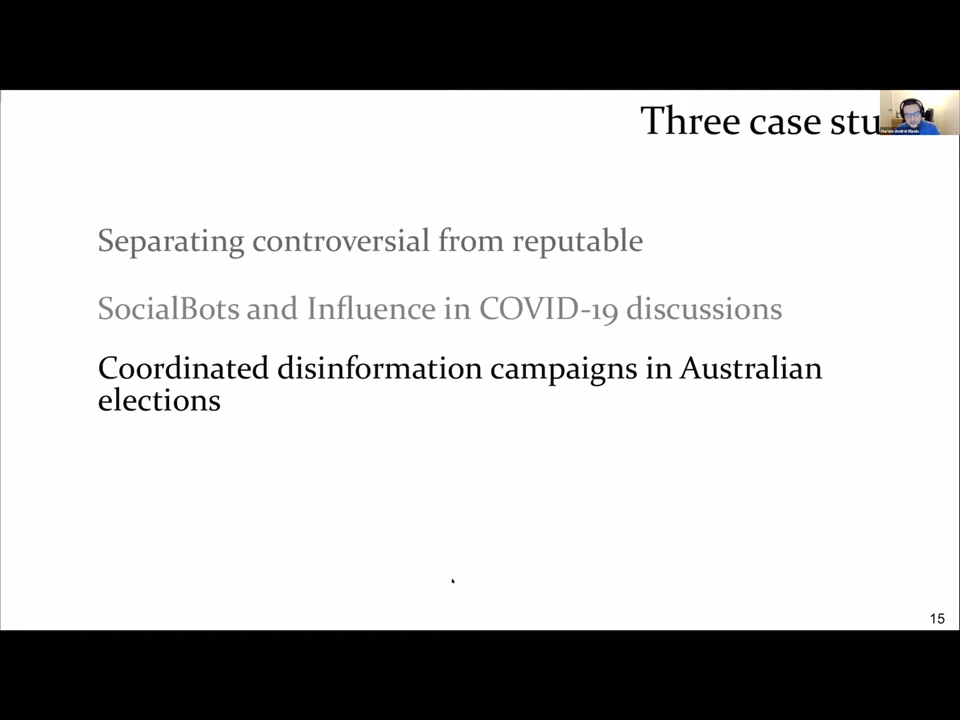 Three case stu
Separating controversial from reputable
SocialBots and Influence in COVID-19 discussions
Coordinated disinformation campaigns in Australian
elections
15